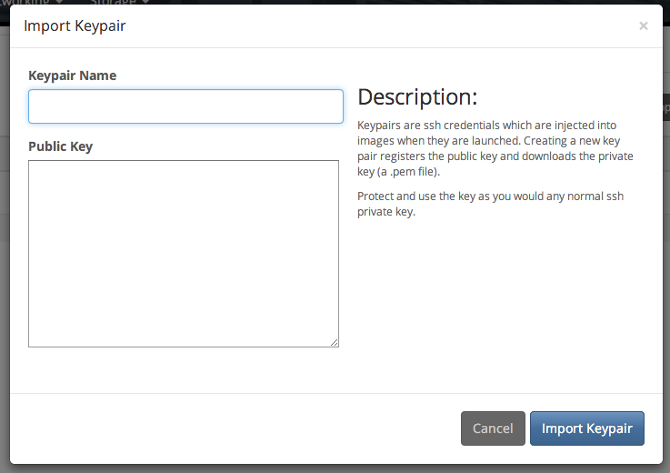 Storage
Import Keypair
×
Keypair Name
Description:
Keypairs are ssh credentials which are injected into
images when they are launched. Creating a new key
pair registers the public key and downloads the private
key (a .pem file).
Protect and use the key as you would any normal ssh
private key.
Public Key
Cancel
Import Keypair